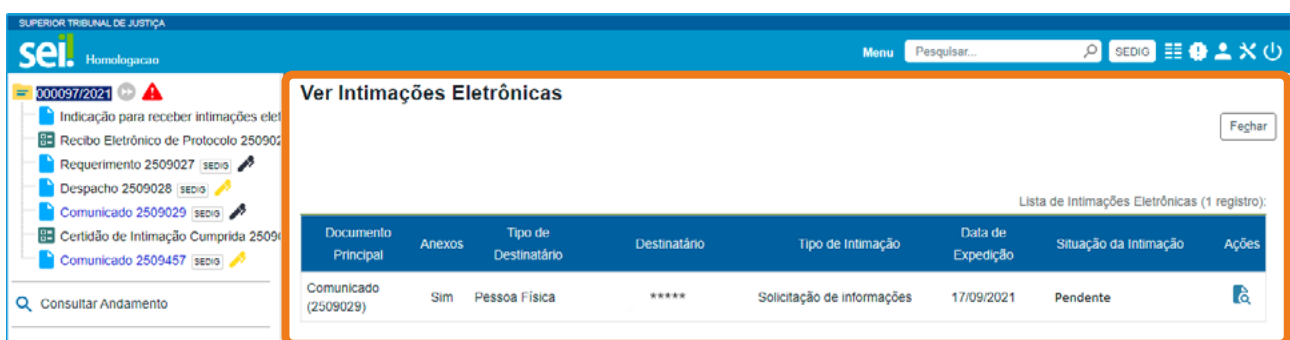 SUPERIOR TRIBUNAL DE JUSTIÇA
sei! Homologacao
Menu Pesquisar... SEDIG
000097/2021
Indicação para receber intimações elet
Recibo Eletrônico de Protocolo 250902
Requerimento 2509027 SEDIG
Despacho 2509028 SEDIG
Comunicado 2509029 SEDIG
Certidão de Intimação Cumprida 2509
Comunicado 2509457 SEDIG
Consultar Andamento
Ver Intimações Eletrônicas
Fechar
Lista de Intimações Eletrônicas (1 registro):
Documento Principal Anexos Tipo de Destinatário Destinatário Tipo de Intimação Data de Expedição Situação da Intimação Ações
Comunicado (2509029) Sim Pessoa Física ***** Solicitação de informações 17/09/2021 Pendente